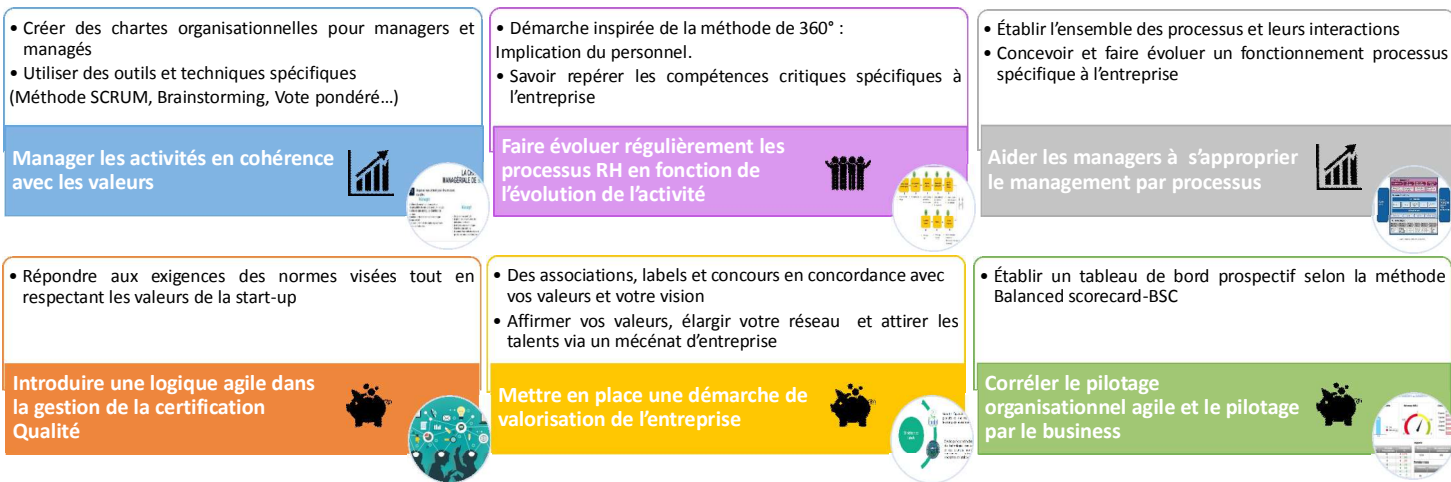 • Créer des chartes organisationnelles pour managers et
managés
• Utiliser des outils et techniques spécifiques
(Méthode SCRUM, Brainstorming, Vote pondéré…)
Manager les activités en cohérence
avec les valeurs
• Démarche inspirée de la méthode de 360° :
Implication du personnel.
• Savoir repérer les compétences critiques spécifiques à
l’entreprise
Faire évoluer régulièrement les
processus RH en fonction de
l’évolution de l’activité
• Établir l’ensemble des processus et leurs interactions
• Concevoir et faire évoluer un fonctionnement processus
spécifique à l’entreprise
Aider les managers à s’approprier
le management par processus
• Répondre aux exigences des normes visées tout en
respectant les valeurs de la start-up
Introduire une logique agile dans
la gestion de la certification
Qualité
• Des associations, labels et concours en concordance avec
vos valeurs et votre vision
• Affirmer vos valeurs, élargir votre réseau et attirer les
talents via un mécénat d’entreprise
Mettre en place une démarche de
valorisation de l’entreprise
• Établir un tableau de bord prospectif selon la méthode
Balanced scorecard-BSC
Corréler le pilotage
organisationnel agile et le pilotage
par le business